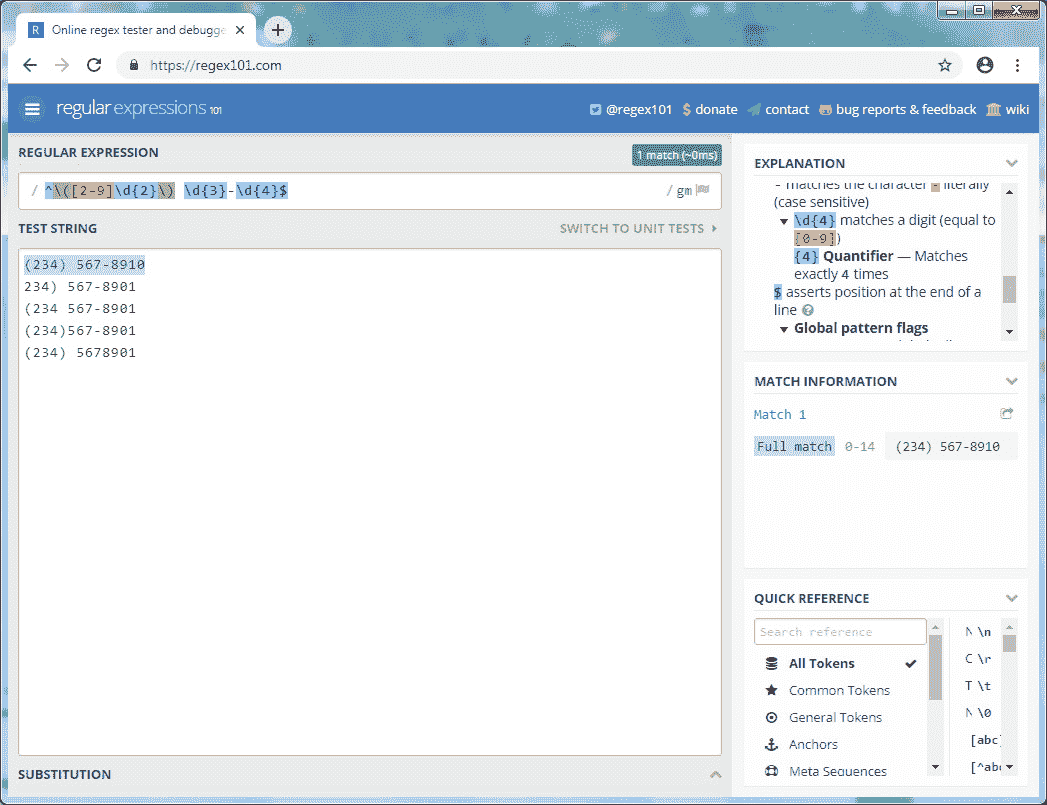 Online regex tester and debugge
https://regex101.com
regular expressions 101
@regex101 $ donate contact bug reports & feedback wiki
REGULAR EXPRESSION
1 match (~0ms)
/ ^\([2-9]\d{2}\) \d{3}-\d{4}$ / gm
TEST STRING
SWITCH TO UNIT TESTS
(234) 567-8910
234) 567-8901
(234 567-8901
(234)567-8901
(234) 5678901
SUBSTITUTION
EXPLANATION
- matches the character - literally
(case sensitive)
\d{4} matches a digit (equal to
[0-9])
{4} Quantifier — Matches
exactly 4 times
$ asserts position at the end of a
line
Global pattern flags
MATCH INFORMATION
Match 1
Full match 0-14 (234) 567-8910
QUICK REFERENCE
Search reference
All Tokens
Common Tokens
General Tokens
Anchors
Meta Sequences
\n
\r
\t
\0
[abc]
[^abc